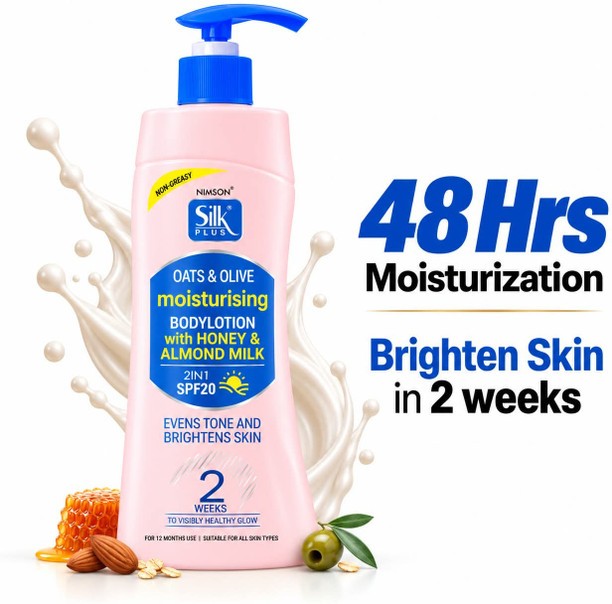 NON-GREASY
NIMSON®
Silk®
PLUS
OATS & OLIVE
moisturising
BODYLOTION
with HONEY &
ALMOND MILK
2IN1
SPF20
EVENS TONE AND
BRIGHTENS SKIN
2
WEEKS
TO VISIBLY HEALTHY GLOW
FOR 12 MONTHS USE | SUITABLE FOR ALL SKIN TYPES
48Hrs
Moisturization
Brighten Skin
in 2 weeks